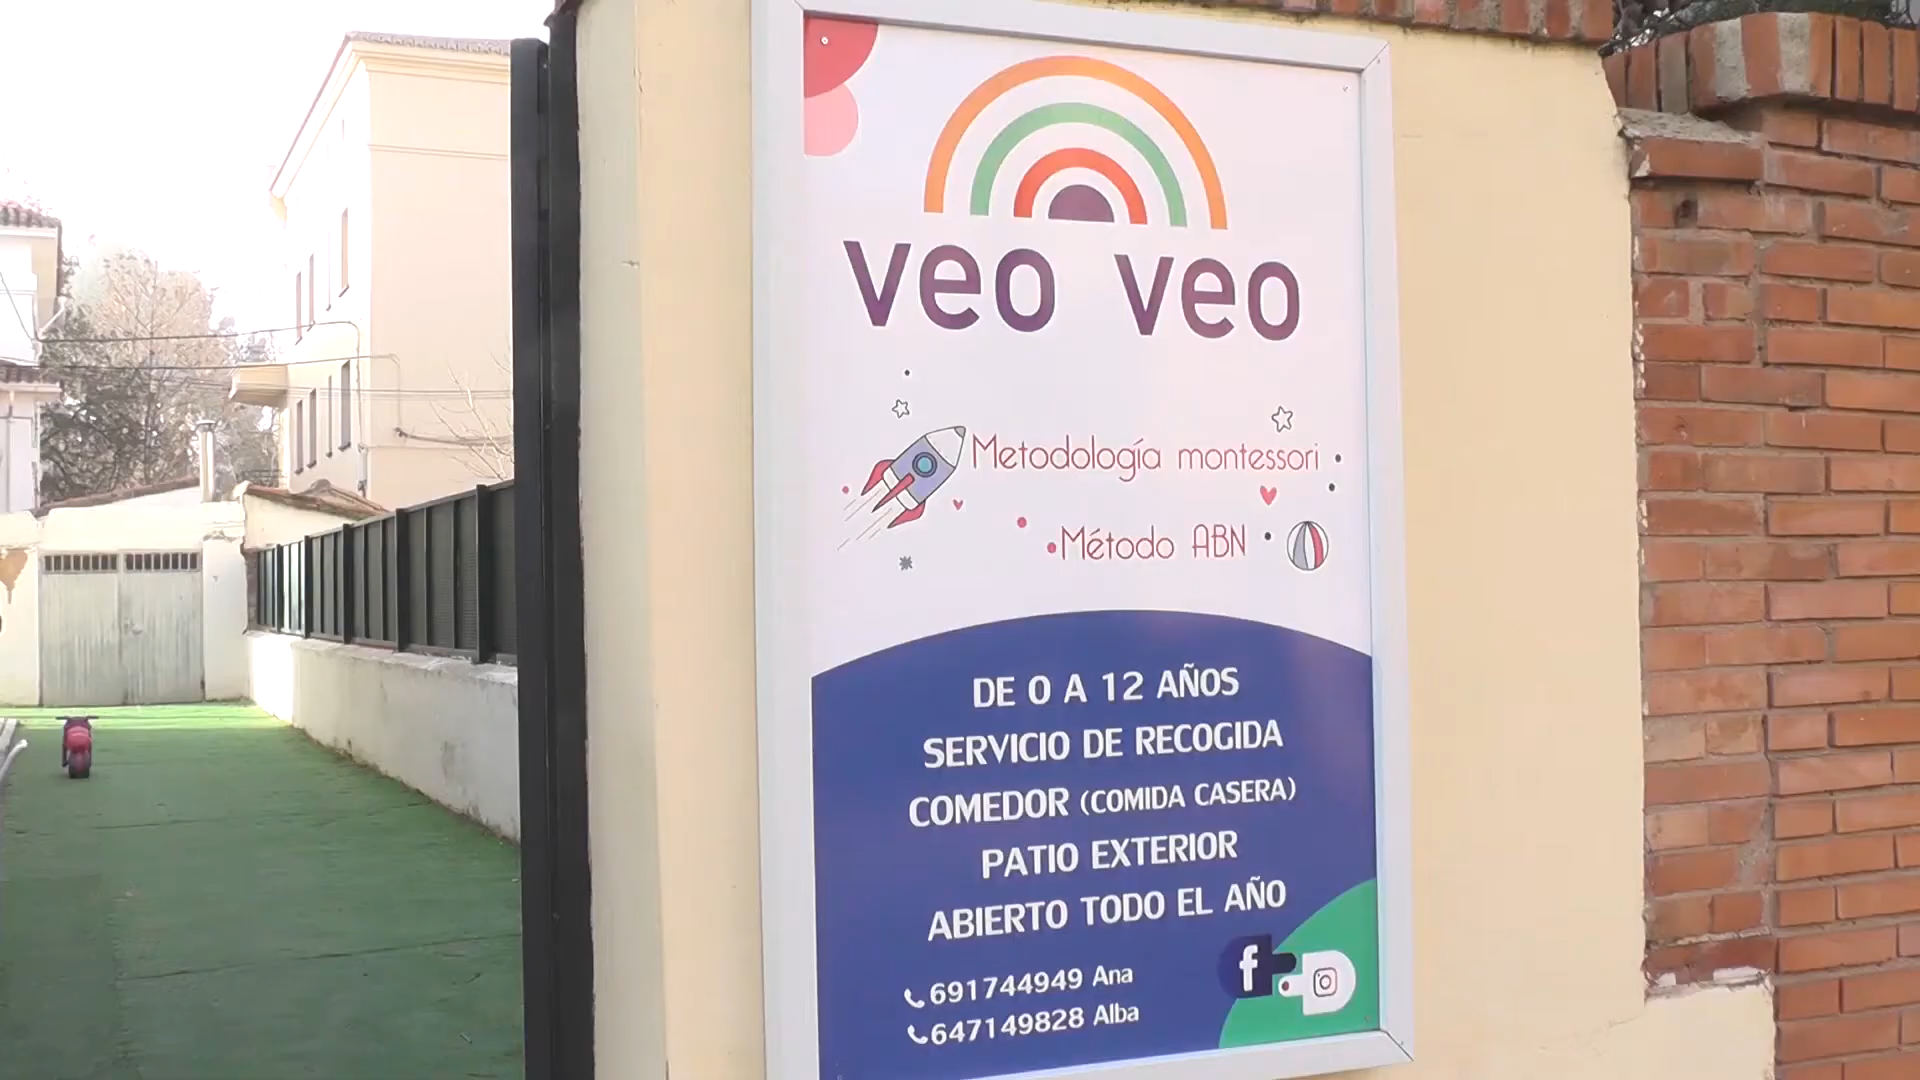 veo veo
Metodología montessori
Método ABN
DE 0 A 12 AÑOS
SERVICIO DE RECOGIDA
COMEDOR (COMIDA CASERA)
PATIO EXTERIOR
ABIERTO TODO EL AÑO
691744949 Ana
647149828 Alba